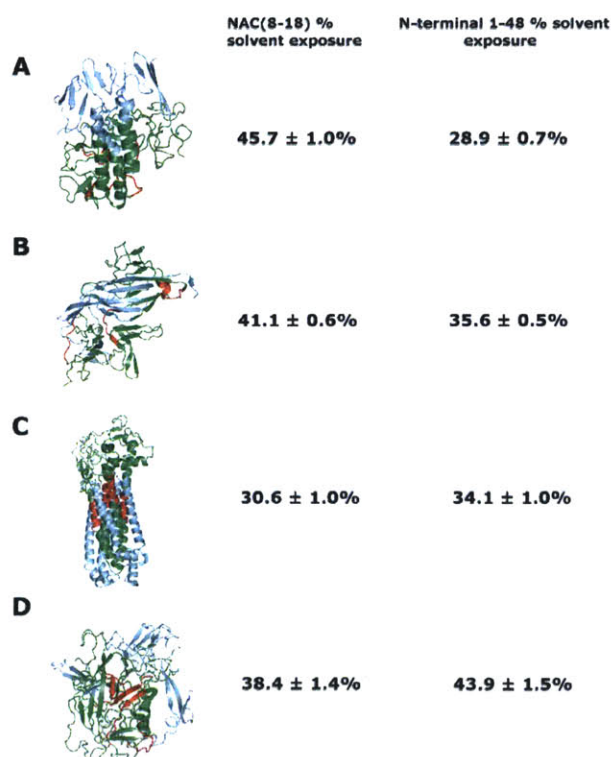 NAC(8-18) % solvent exposure
N-terminal 1-48 % solvent exposure
A
45.7 ± 1.0%
28.9 ± 0.7%
B
41.1 ± 0.6%
35.6 ± 0.5%
C
30.6 ± 1.0%
34.1 ± 1.0%
D
38.4 ± 1.4%
43.9 ± 1.5%